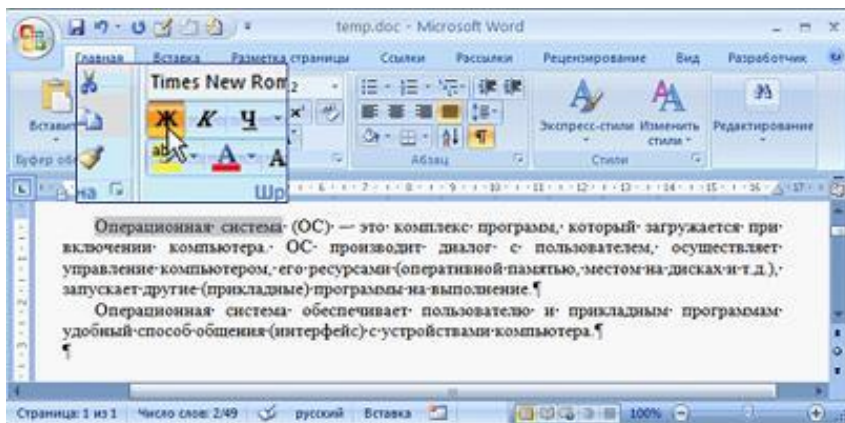 temp.doc - Microsoft Word
Главная Вставка Разметка страницы Ссылки Рассылки Рецензирование Вид Разработчик
Times New Rom
Ж К Ч
Экспресс-стили Изменить стили Редактирование
Абзац Стили
Операционная система (ОС) — это комплекс программ, который загружается при
включении компьютера. ОС производит диалог с пользователем, осуществляет
управление компьютером, его ресурсами (оперативной памятью, местом на дисках и т.д.),
запускает другие (прикладные) программы на выполнение.¶
Операционная система обеспечивает пользователю и прикладным программам
удобный способ общения (интерфейс) с устройствами компьютера.¶
¶
Страница: 1 из 1 Число слов: 2/49 русский Вставка 100%